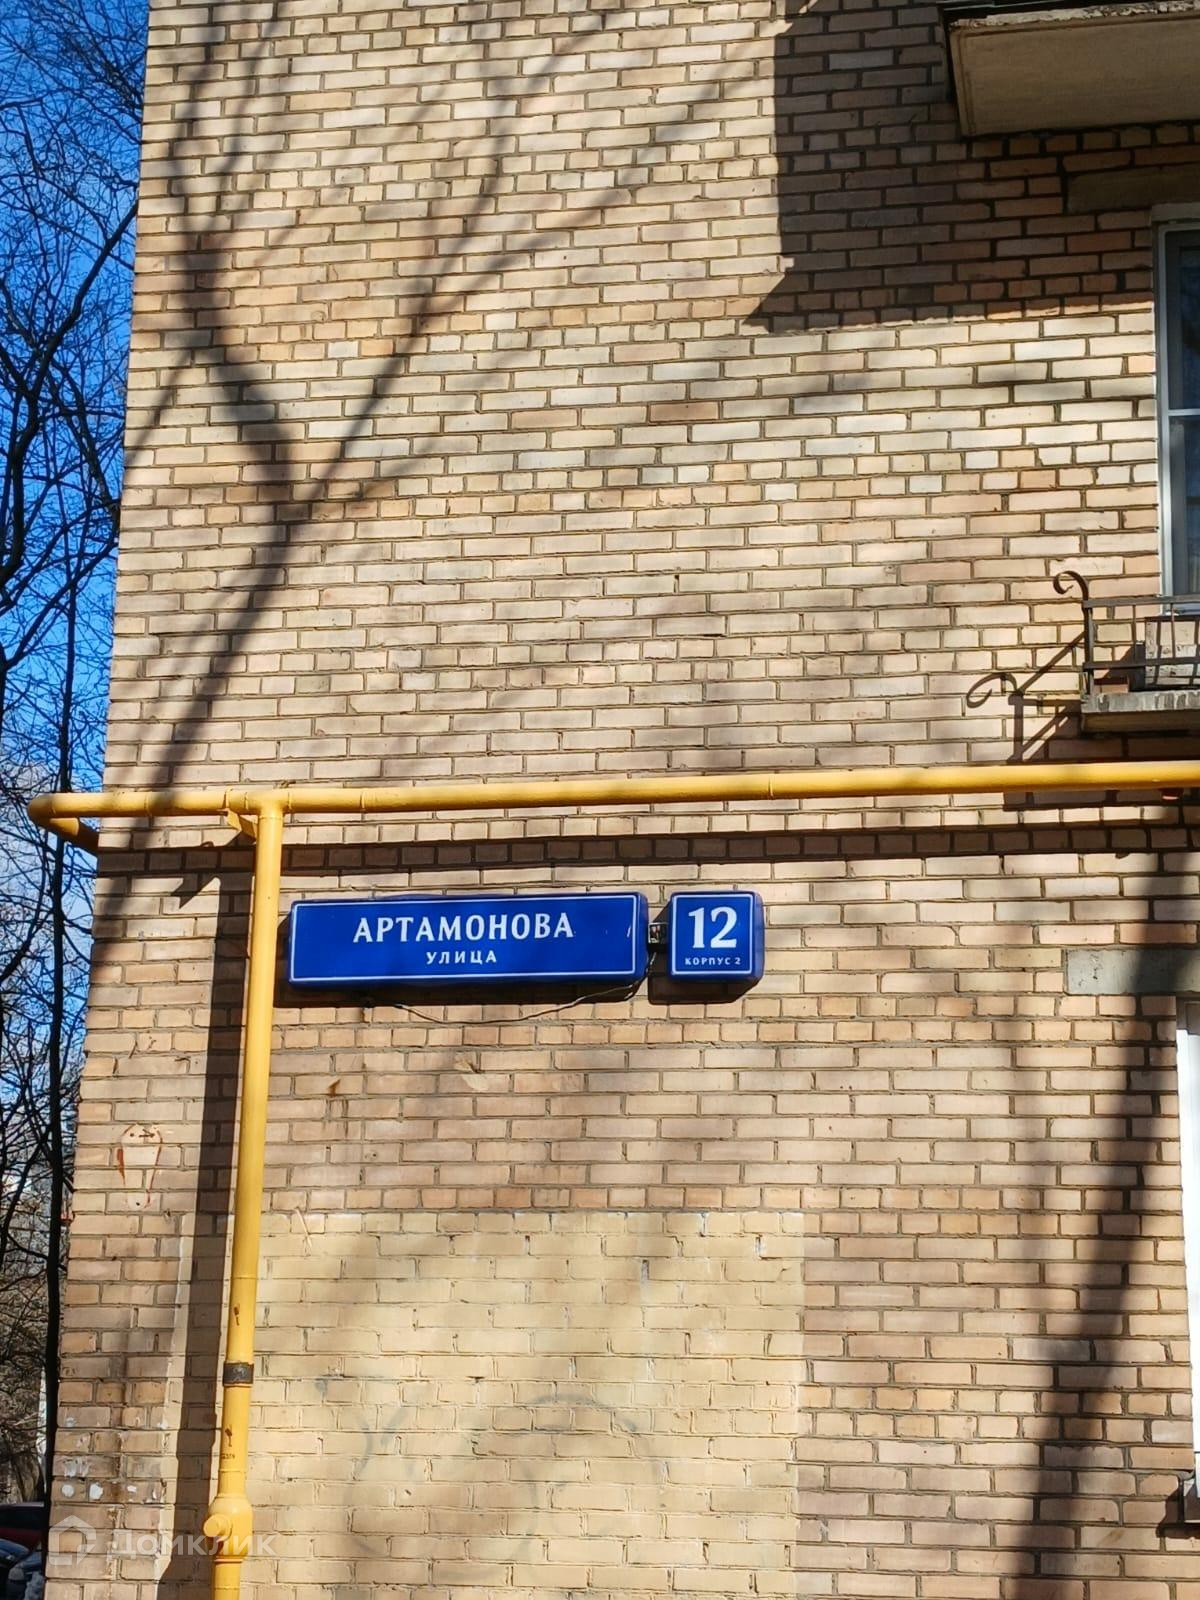 АРТАМОНОВА
УЛИЦА
12
КОРПУС 2
Домклик